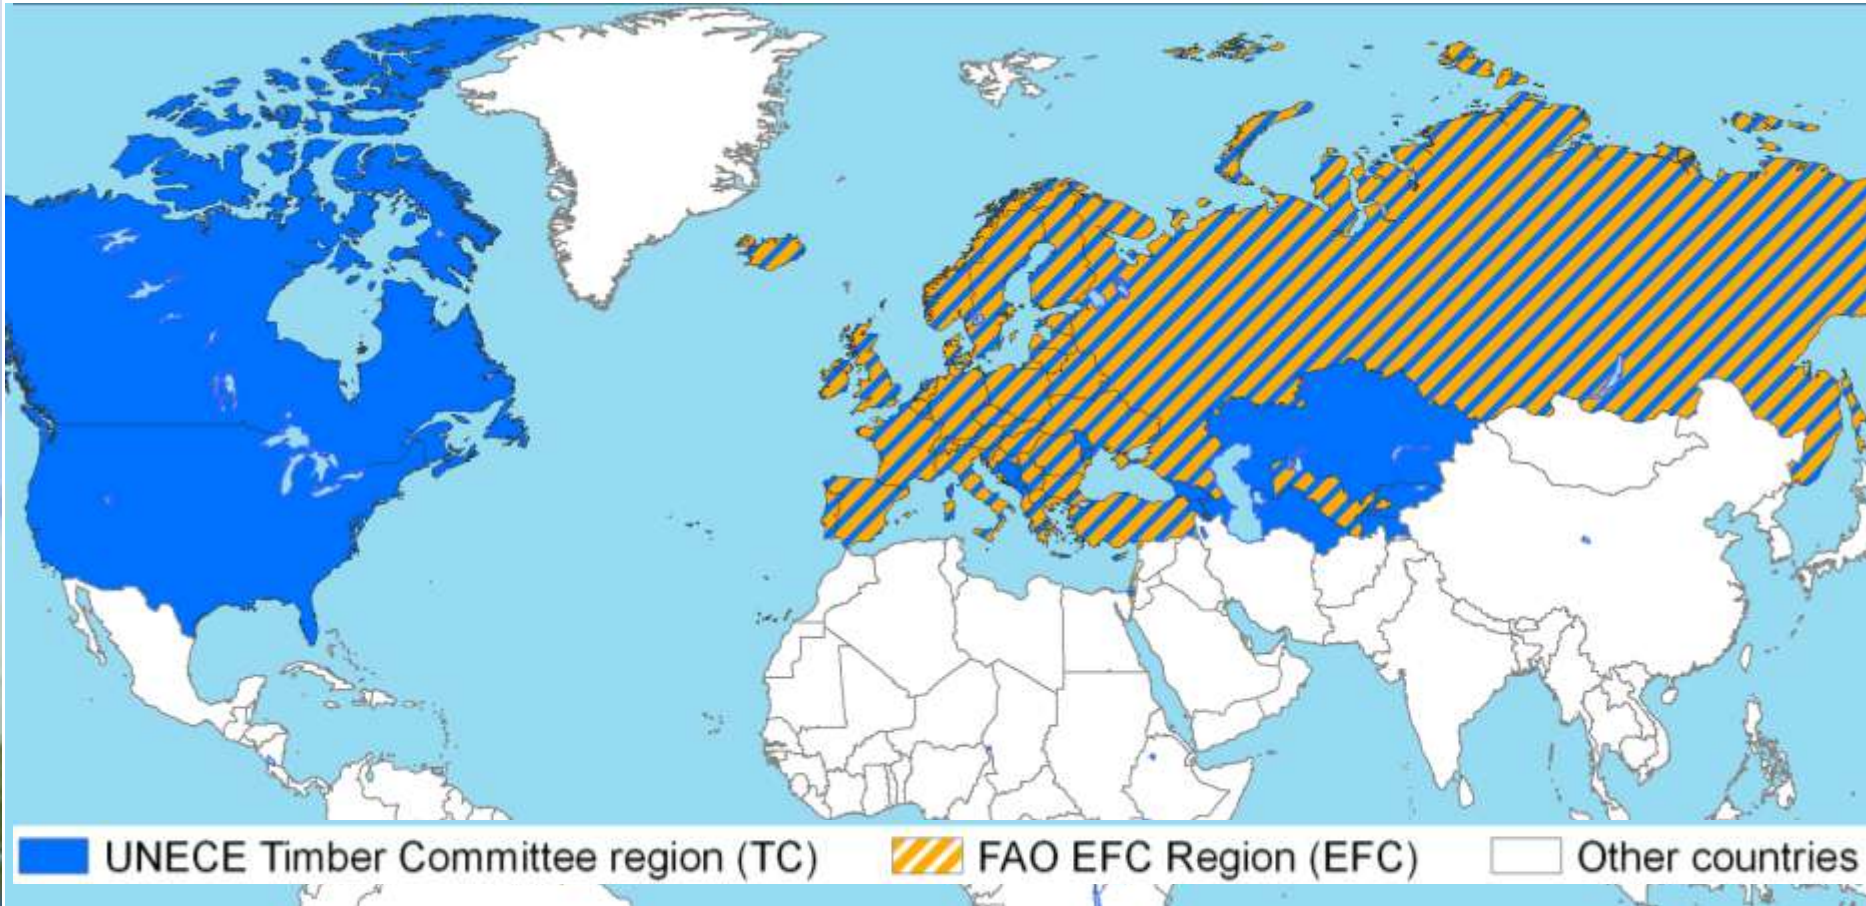 UNECE Timber Committee region (TC)
FAO EFC Region (EFC)
Other countries